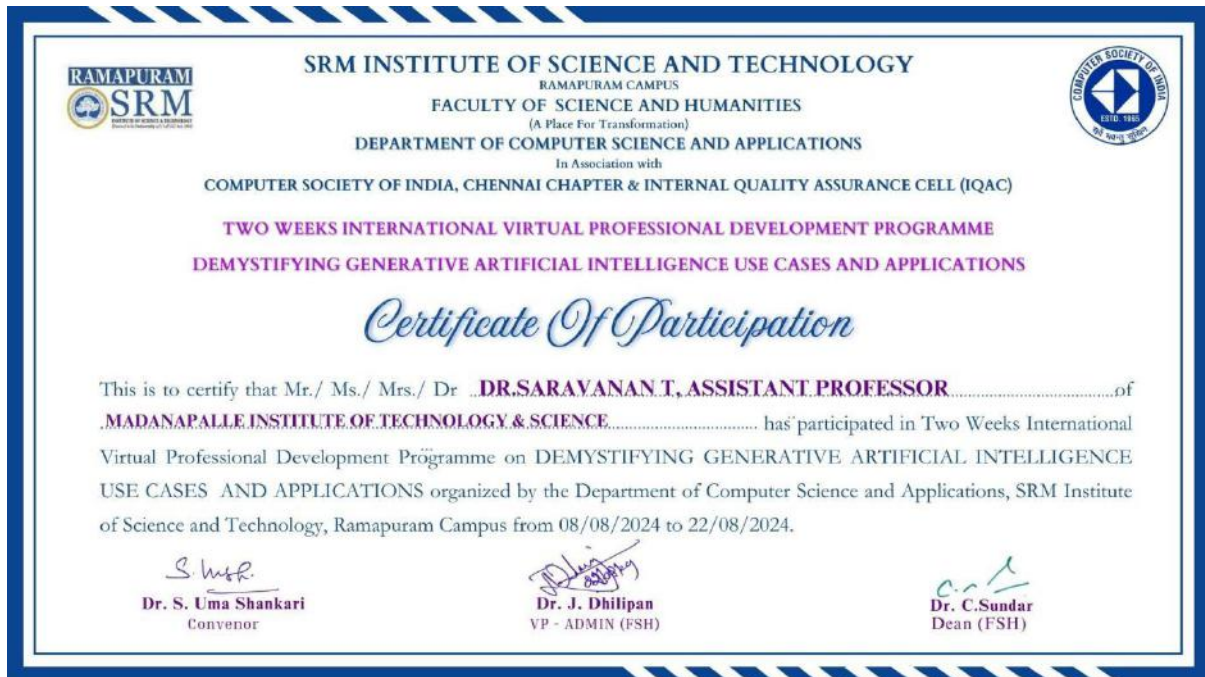 RAMAPURAM
SRM
SRM INSTITUTE OF SCIENCE AND TECHNOLOGY
RAMAPURAM CAMPUS
FACULTY OF SCIENCE AND HUMANITIES
(A Place For Transformation)
DEPARTMENT OF COMPUTER SCIENCE AND APPLICATIONS
In Association with
COMPUTER SOCIETY OF INDIA, CHENNAI CHAPTER & INTERNAL QUALITY ASSURANCE CELL (IQAC)
COMPUTER SOCIETY OF INDIA
ESTD. 1965
TWO WEEKS INTERNATIONAL VIRTUAL PROFESSIONAL DEVELOPMENT PROGRAMME
DEMYSTIFYING GENERATIVE ARTIFICIAL INTELLIGENCE USE CASES AND APPLICATIONS
Certificate Of Participation
This is to certify that Mr./ Ms./ Mrs./ Dr DR.SARAVANAN T, ASSISTANT PROFESSOR of
MADANAPALLE INSTITUTE OF TECHNOLOGY & SCIENCE has participated in Two Weeks International
Virtual Professional Development Programme on DEMYSTIFYING GENERATIVE ARTIFICIAL INTELLIGENCE
USE CASES AND APPLICATIONS organized by the Department of Computer Science and Applications, SRM Institute
of Science and Technology, Ramapuram Campus from 08/08/2024 to 22/08/2024.
Dr. S. Uma Shankari
Convenor
Dr. J. Dhilipan
VP - ADMIN (FSH)
Dr. C.Sundar
Dean (FSH)